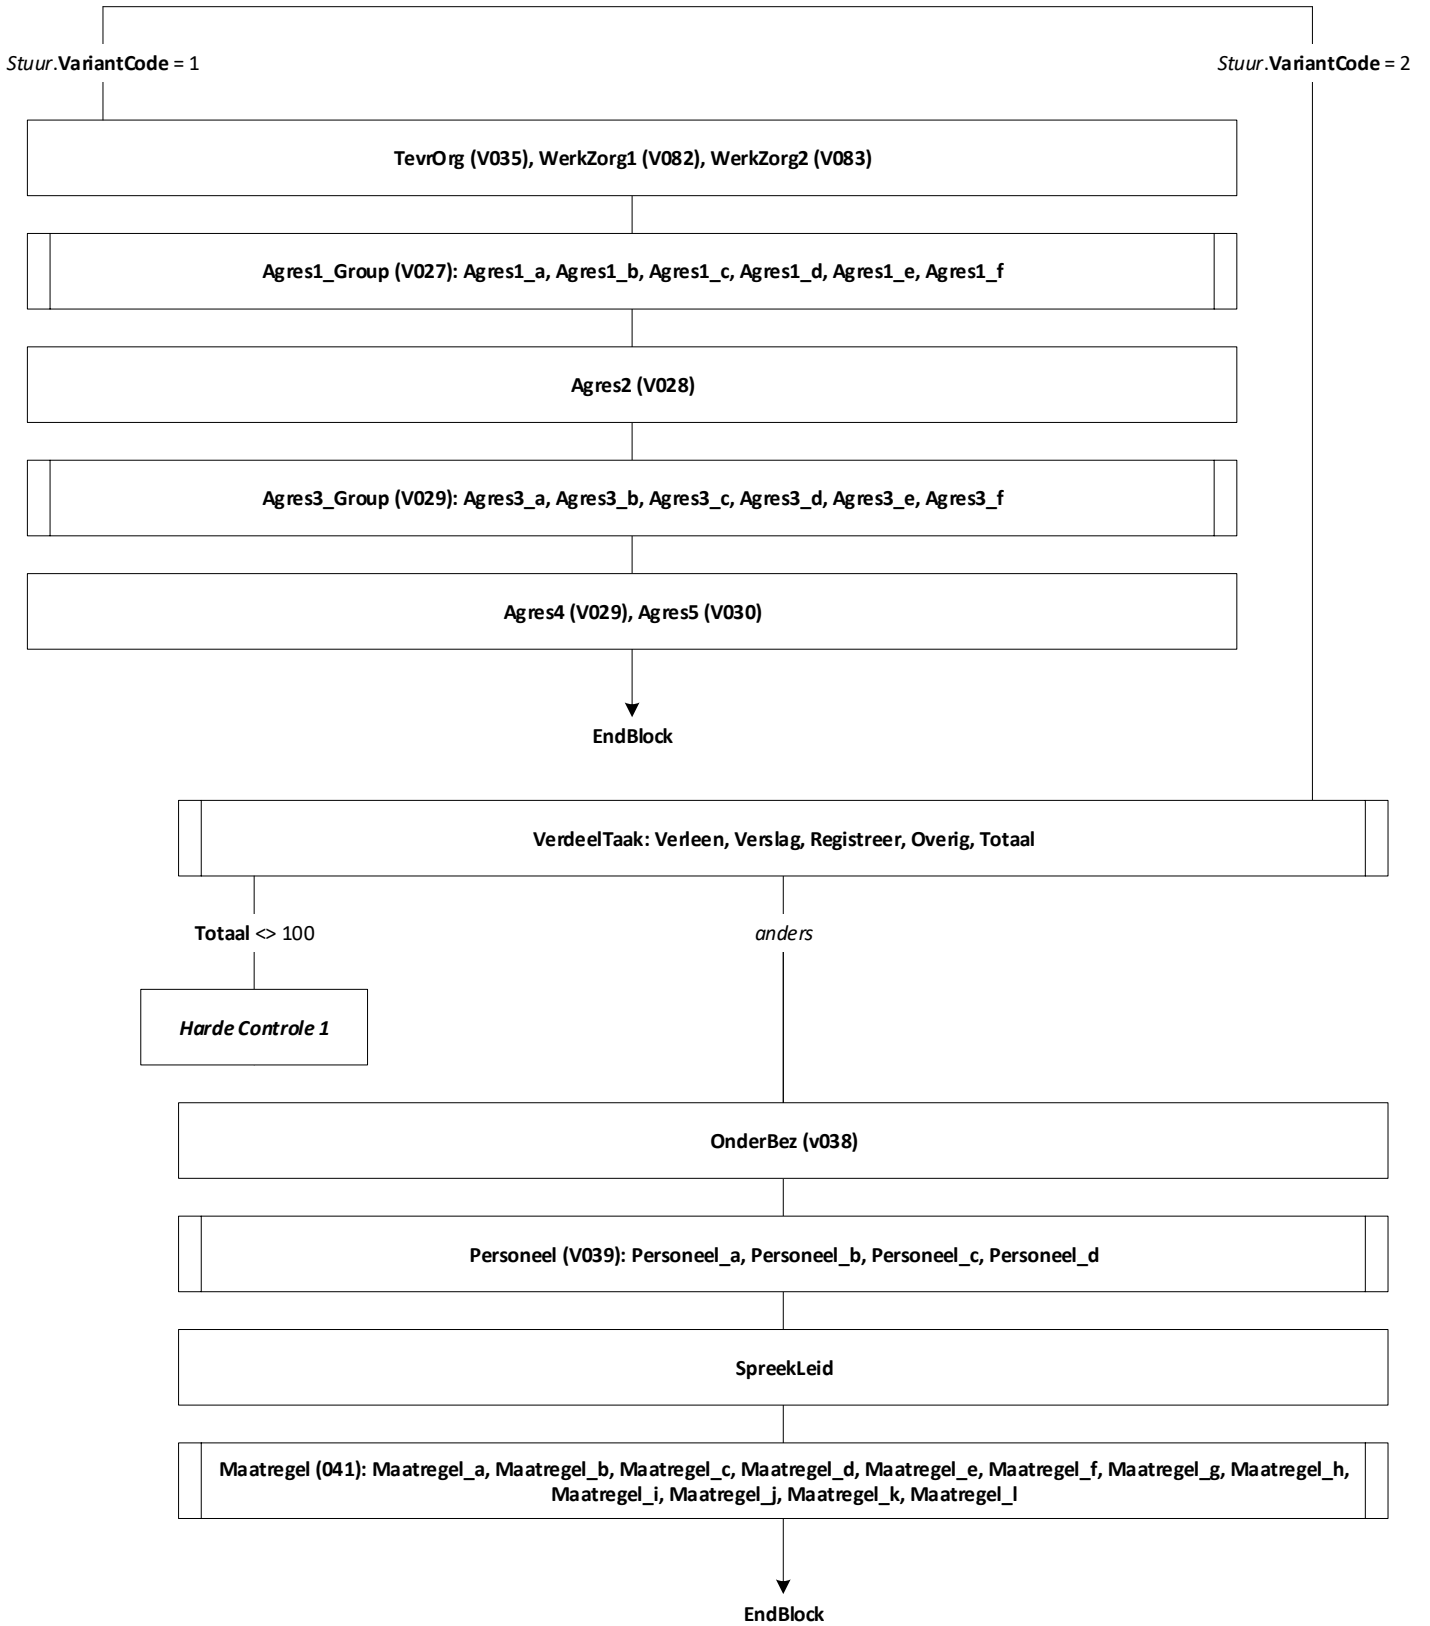 Stuur.VariantCode = 1
Stuur.VariantCode = 2
TevrOrg (V035), WerkZorg1 (V082), WerkZorg2 (V083)
Agres1_Group (V027): Agres1_a, Agres1_b, Agres1_c, Agres1_d, Agres1_e, Agres1_f
Agres2 (V028)
Agres3_Group (V029): Agres3_a, Agres3_b, Agres3_c, Agres3_d, Agres3_e, Agres3_f
Agres4 (V029), Agres5 (V030)
EndBlock
VerdeelTaak: Verleen, Verslag, Registreer, Overig, Totaal
Totaal <> 100
anders
Harde Controle 1
OnderBez (v038)
Personeel (V039): Personeel_a, Personeel_b, Personeel_c, Personeel_d
SpreekLeid
Maatregel (041): Maatregel_a, Maatregel_b, Maatregel_c, Maatregel_d, Maatregel_e, Maatregel_f, Maatregel_g, Maatregel_h,
Maatregel_i, Maatregel_j, Maatregel_k, Maatregel_l
EndBlock